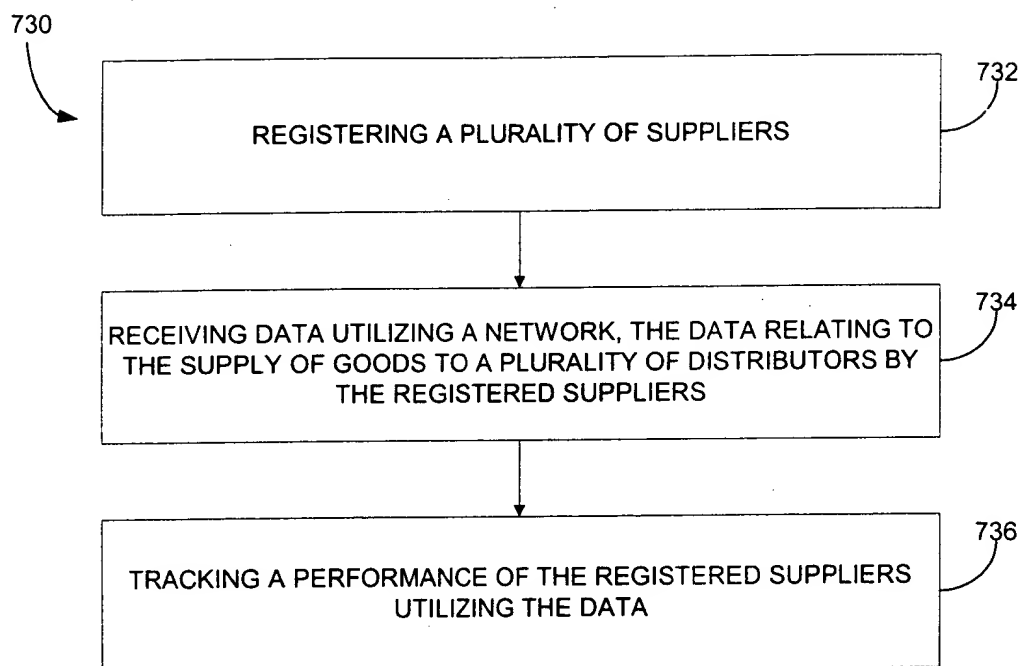 730
732
REGISTERING A PLURALITY OF SUPPLIERS
734
RECEIVING DATA UTILIZING A NETWORK, THE DATA RELATING TO
THE SUPPLY OF GOODS TO A PLURALITY OF DISTRIBUTORS BY
THE REGISTERED SUPPLIERS
736
TRACKING A PERFORMANCE OF THE REGISTERED SUPPLIERS
UTILIZING THE DATA